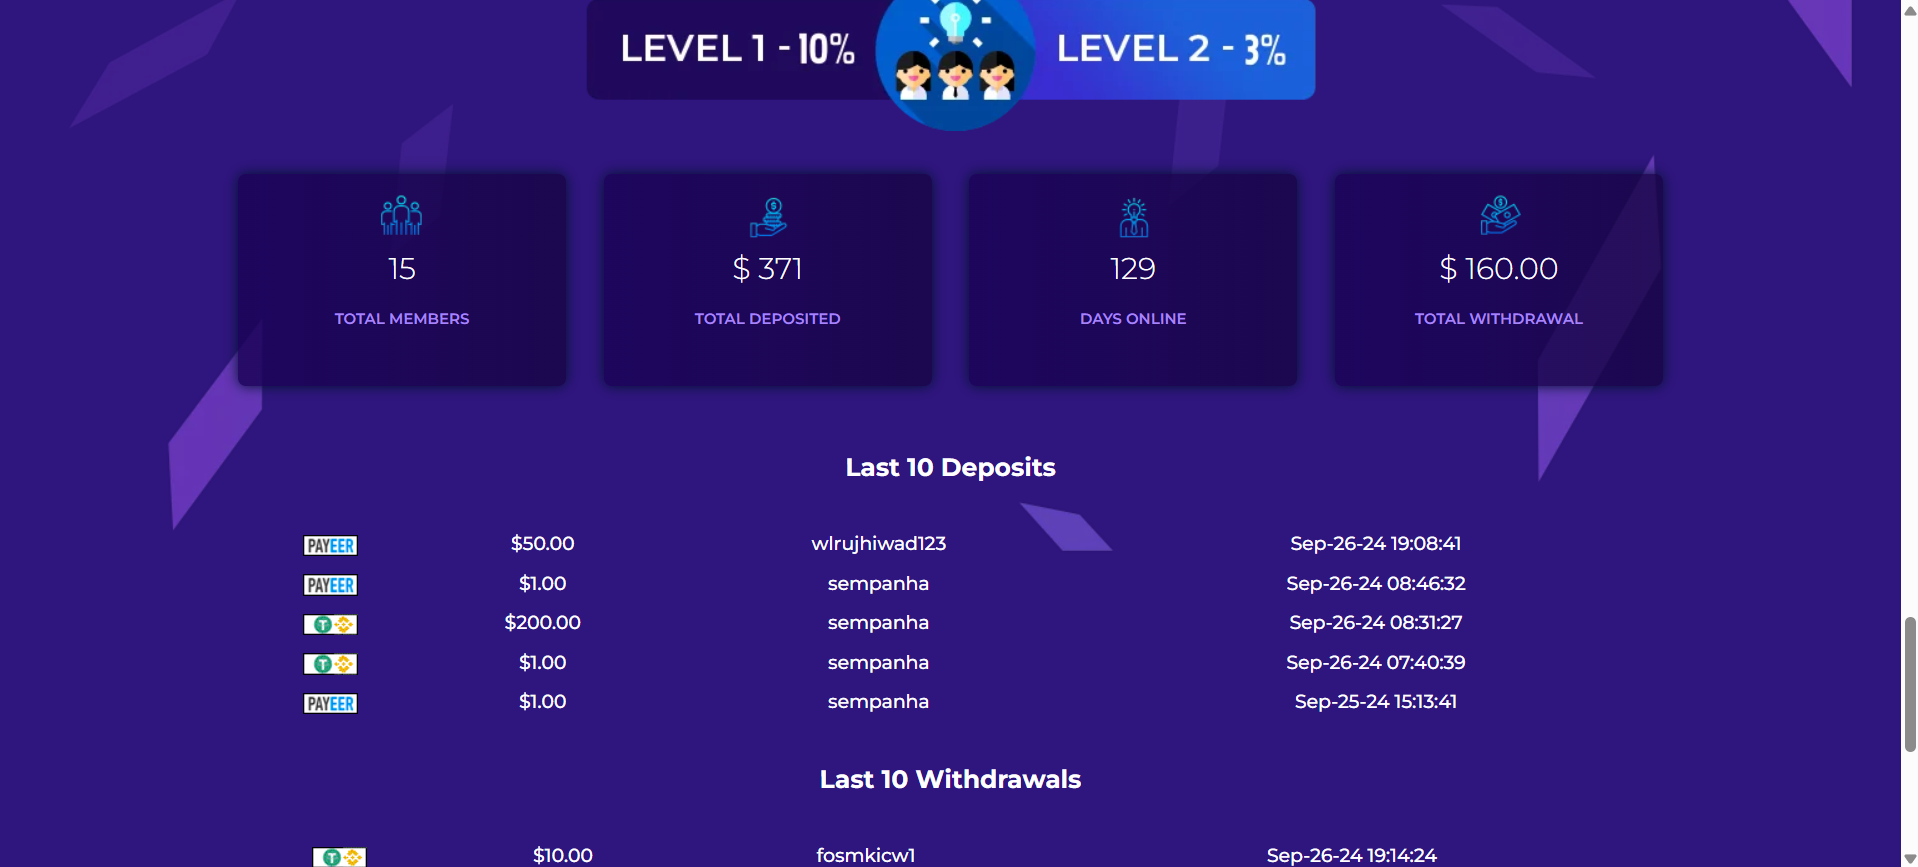 LEVEL 1 - 10%
LEVEL 2 - 3%
15
TOTAL MEMBERS
$ 371
TOTAL DEPOSITED
129
DAYS ONLINE
$ 160.00
TOTAL WITHDRAWAL
Last 10 Deposits
PAYEER $50.00 wlrujhiwad123 Sep-26-24 19:08:41
PAYEER $1.00 sempanha Sep-26-24 08:46:32
$200.00 sempanha Sep-26-24 08:31:27
$1.00 sempanha Sep-26-24 07:40:39
PAYEER $1.00 sempanha Sep-25-24 15:13:41
Last 10 Withdrawals
$10.00 fosmkicw1 Sep-26-24 19:14:24